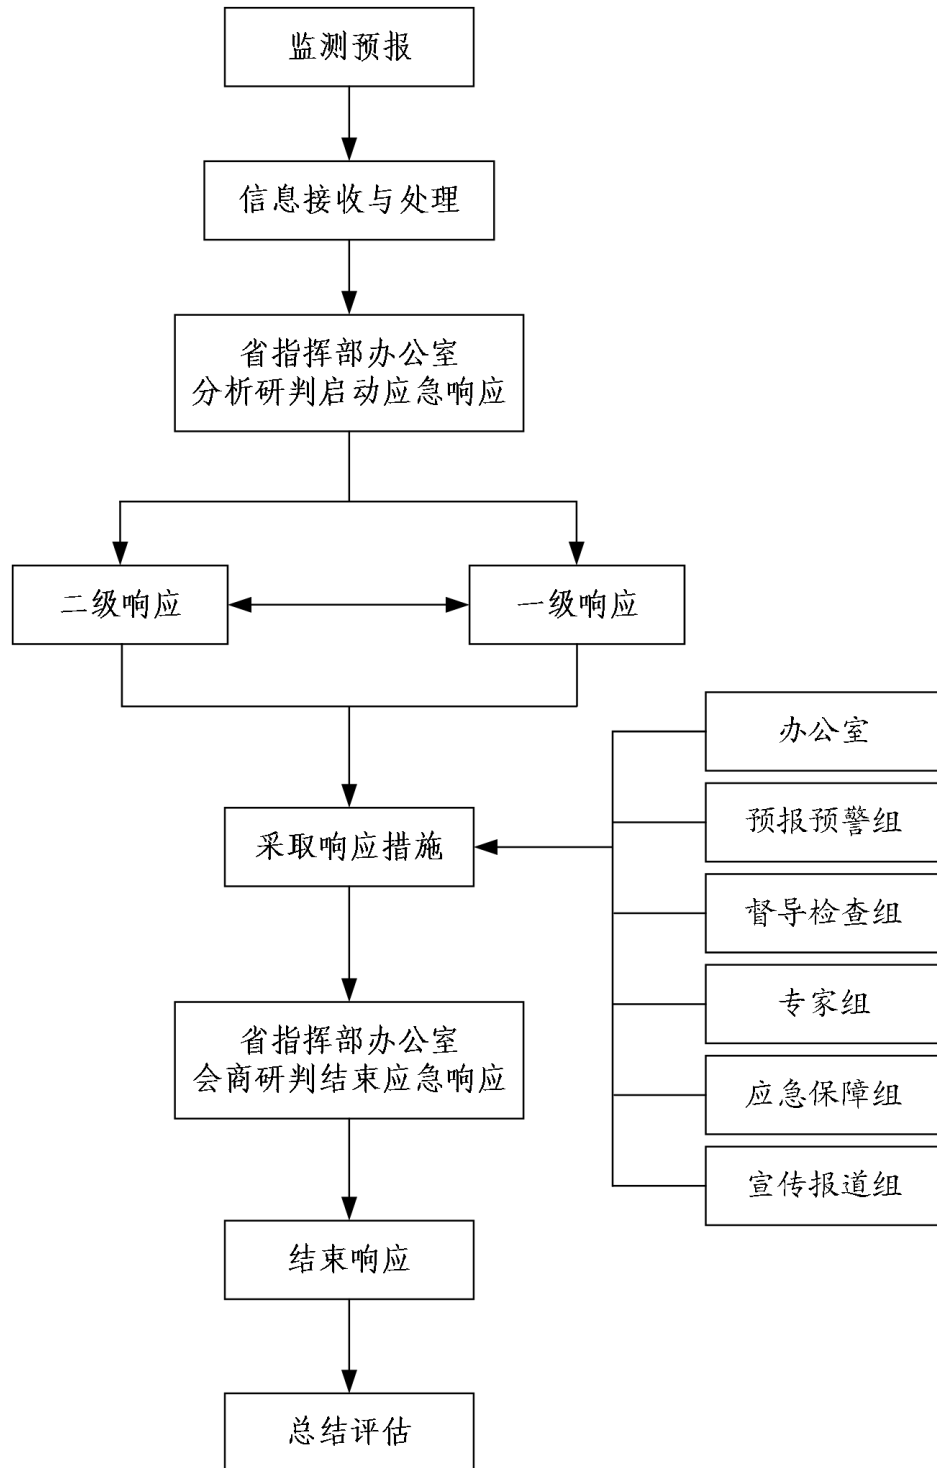 监测预报
信息接收与处理
省指挥部办公室
分析研判启动应急响应
二级响应
一级响应
采取响应措施
办公室
预报预警组
督导检查组
专家组
应急保障组
宣传报道组
省指挥部办公室
会商研判结束应急响应
结束响应
总结评估